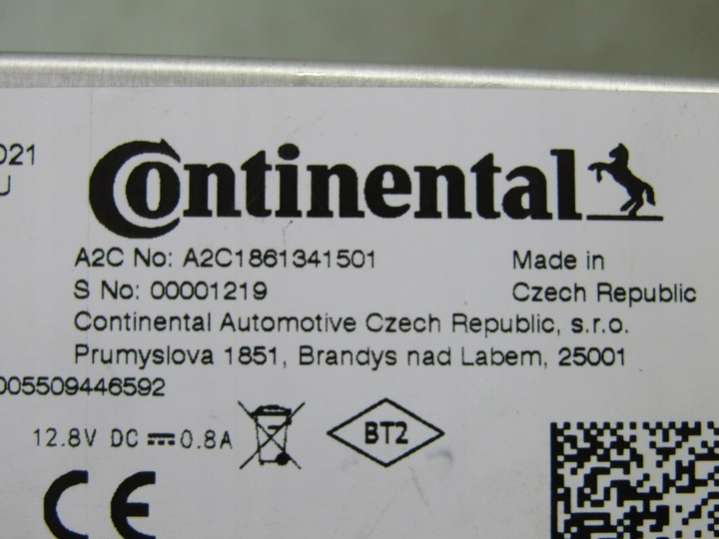 021
U
Continental
A2C No: A2C1861341501
Made in
S No: 00001219
Czech Republic
Continental Automotive Czech Republic, s.r.o.
Prumyslova 1851, Brandys nad Labem, 25001
005509446592
12.8V DC ⎓ 0.8A
BT2
CE